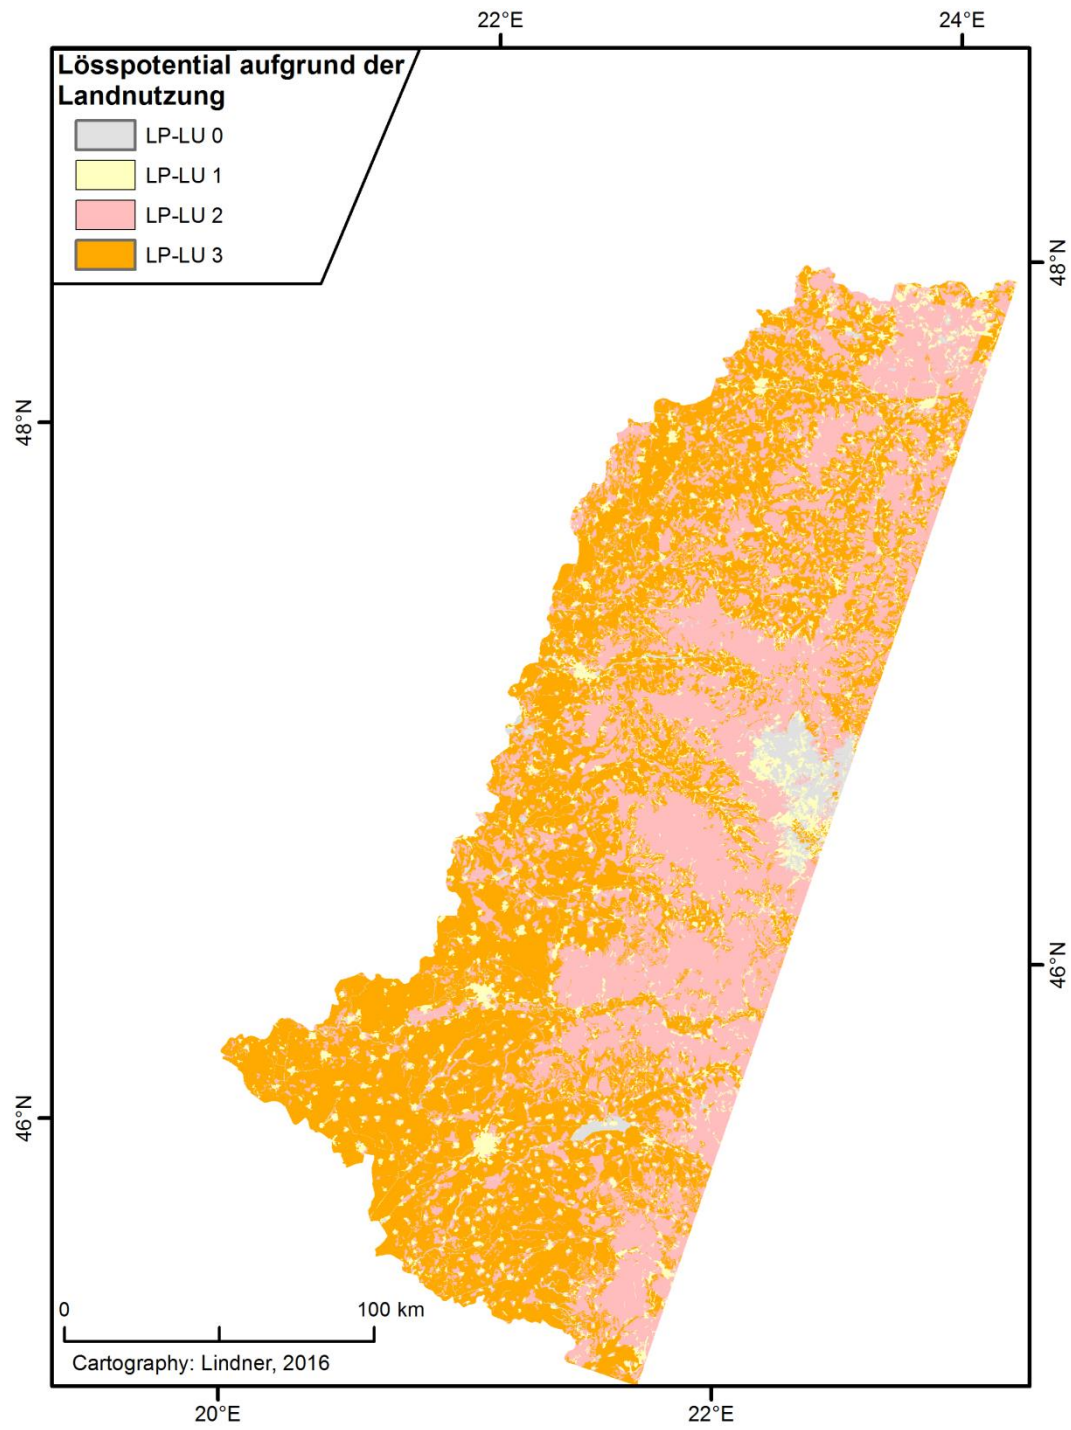 22°E
24°E
Lösspotential aufgrund der
Landnutzung
LP-LU 0
LP-LU 1
LP-LU 2
LP-LU 3
48°N
48°N
46°N
46°N
0
100 km
Cartography: Lindner, 2016
20°E
22°E